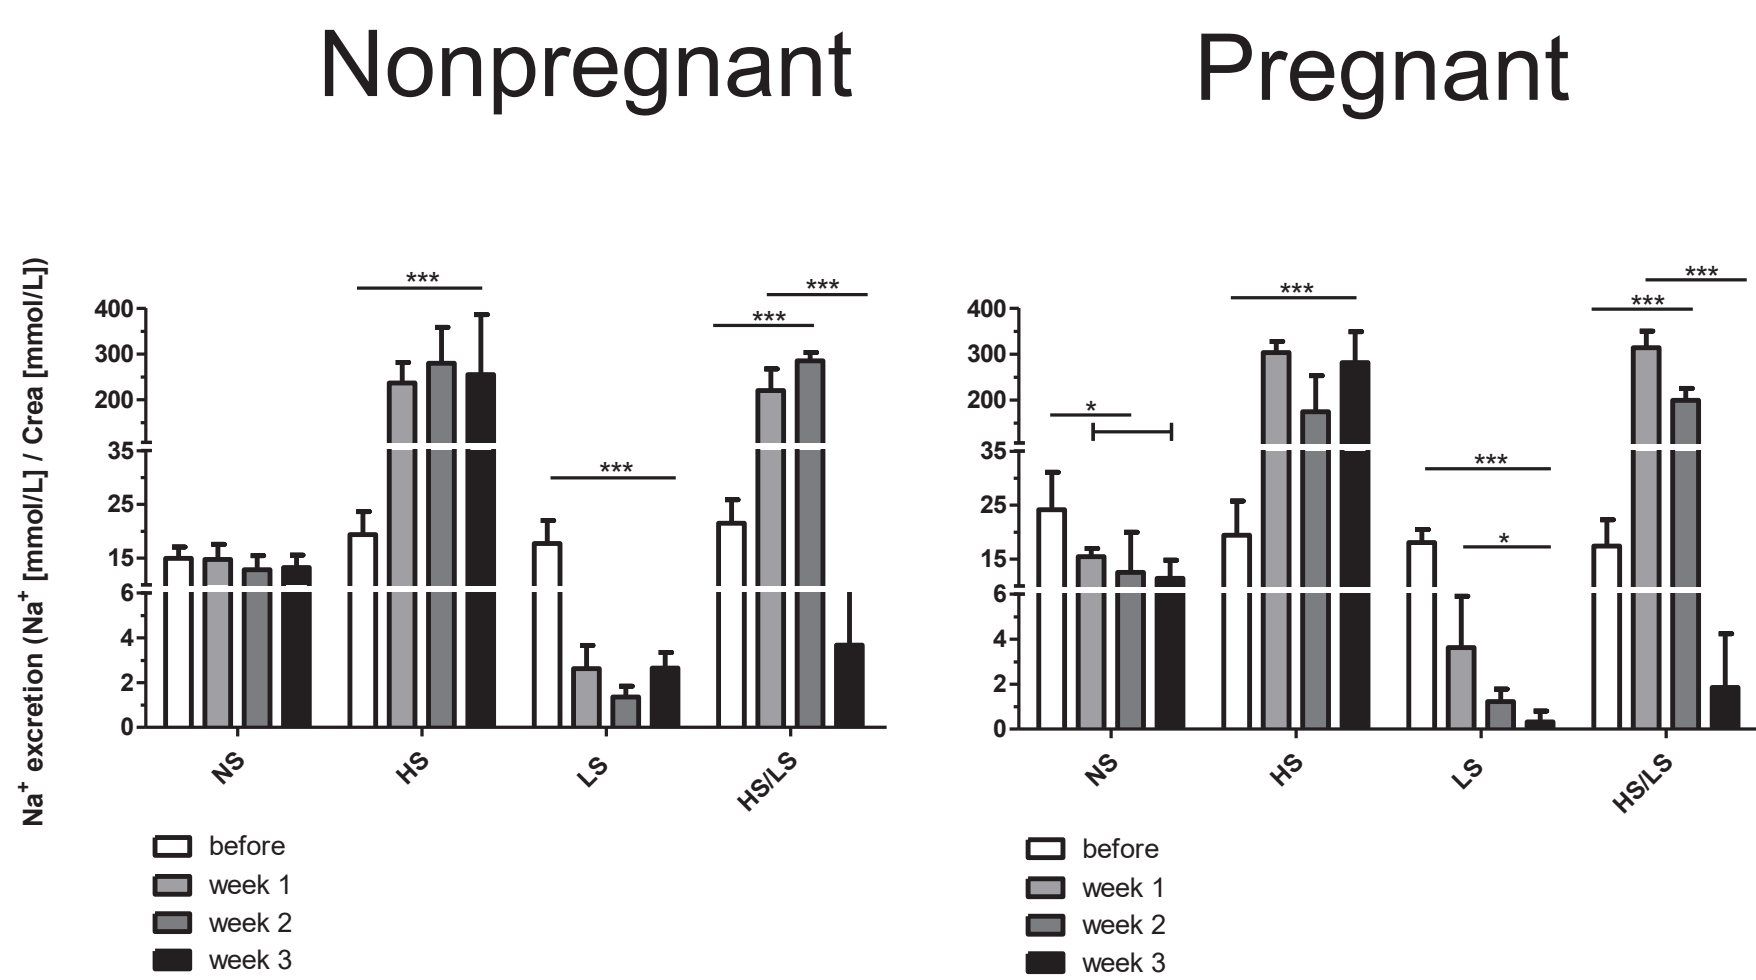 Nonpregnant
Pregnant
Na+ excretion (Na+ [mmol/L] / Crea [mmol/L])
***
***
***
***
400
300
200
35
25
15
6
4
2
0
NS
HS
LS
HS/LS
before
week 1
week 2
week 3
***
***
***
*
***
*
400
300
200
35
25
15
6
4
2
0
NS
HS
LS
HS/LS
before
week 1
week 2
week 3